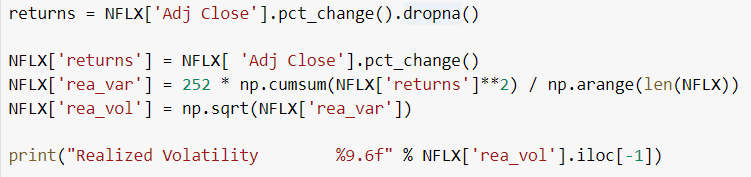 returns = NFLX['Adj Close'].pct_change().dropna()
NFLX['returns'] = NFLX[ 'Adj Close'].pct_change()
NFLX['rea_var'] = 252 * np.cumsum(NFLX['returns']**2) / np.arange(len(NFLX))
NFLX['rea_vol'] = np.sqrt(NFLX['rea_var'])
print("Realized Volatility        %9.6f" % NFLX['rea_vol'].iloc[-1])